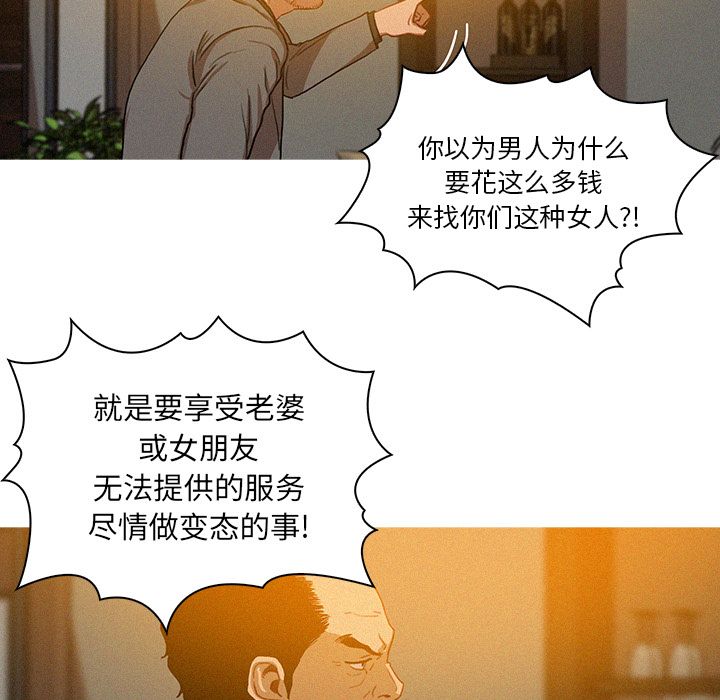 你以为男人为什么
要花这么多钱
来找你们这种女人?!
就是要享受老婆
或女朋友
无法提供的服务
尽情做变态的事!